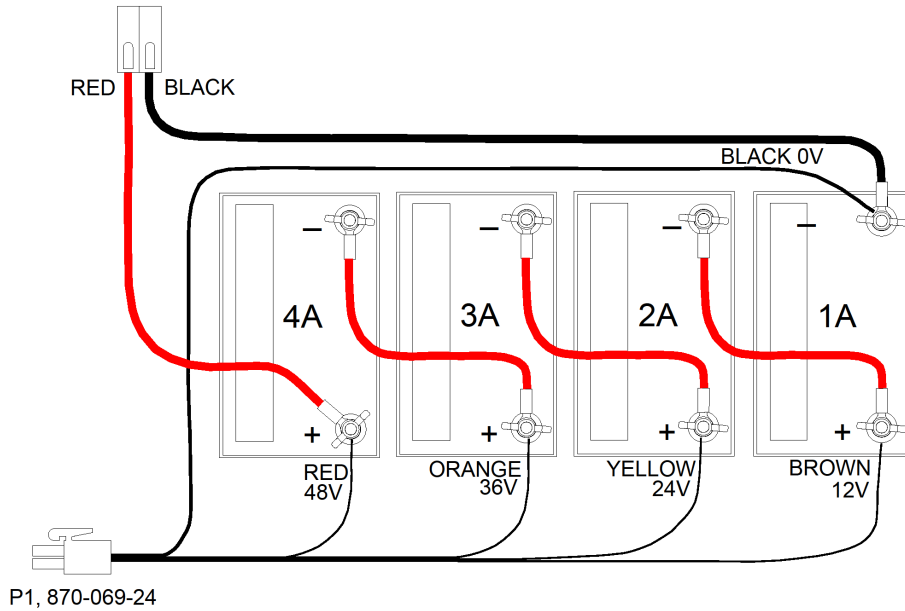 RED BLACK
BLACK 0V
– – – –
4A 3A 2A 1A
+ + + +
RED
48V
ORANGE
36V
YELLOW
24V
BROWN
12V
P1, 870-069-24